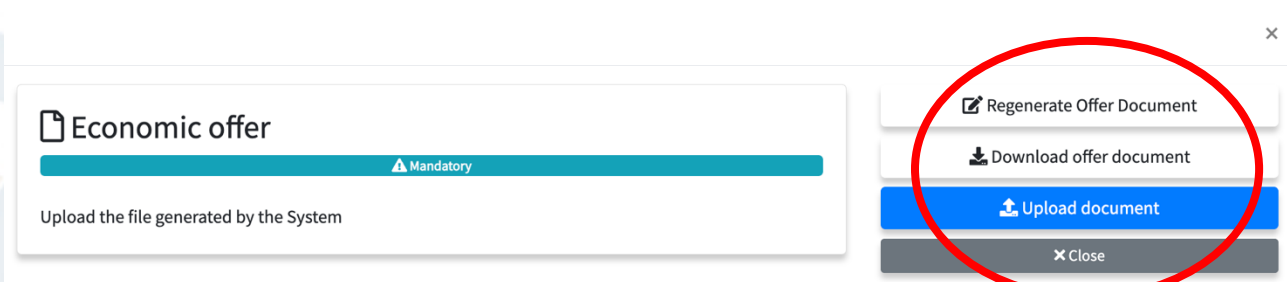 ×
Economic offer
Mandatory
Upload the file generated by the System
Regenerate Offer Document
Download offer document
Upload document
Close